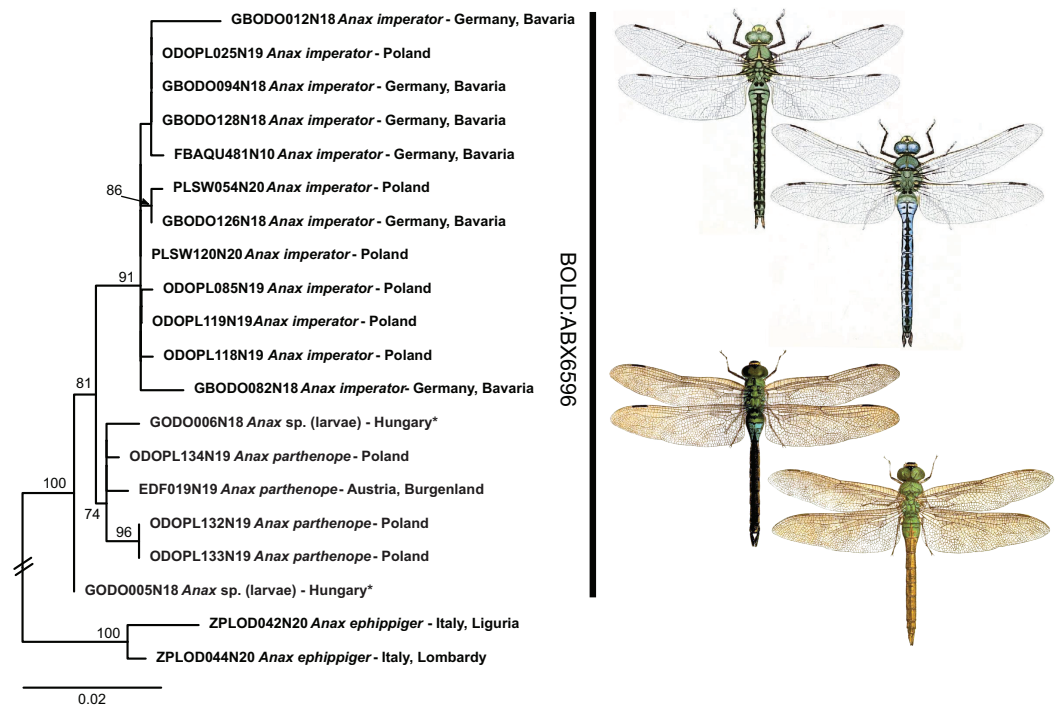 GBODO012N18 Anax imperator - Germany, Bavaria
ODOPL025N19 Anax imperator - Poland
GBODO094N18 Anax imperator - Germany, Bavaria
GBODO128N18 Anax imperator - Germany, Bavaria
FBAQU481N10 Anax imperator - Germany, Bavaria
86
PLSW054N20 Anax imperator - Poland
GBODO126N18 Anax imperator - Germany, Bavaria
PLSW120N20 Anax imperator - Poland
91
ODOPL085N19 Anax imperator - Poland
ODOPL119N19 Anax imperator - Poland
ODOPL118N19 Anax imperator - Poland
81
GBODO082N18 Anax imperator- Germany, Bavaria
GODO006N18 Anax sp. (larvae) - Hungary*
ODOPL134N19 Anax parthenope - Poland
100
EDF019N19 Anax parthenope - Austria, Burgenland
74
ODOPL132N19 Anax parthenope - Poland
96
ODOPL133N19 Anax parthenope - Poland
GODO005N18 Anax sp. (larvae) - Hungary*
BOLD:ABX6596
ZPLOD042N20 Anax ephippiger - Italy, Liguria
100
ZPLOD044N20 Anax ephippiger - Italy, Lombardy
0.02